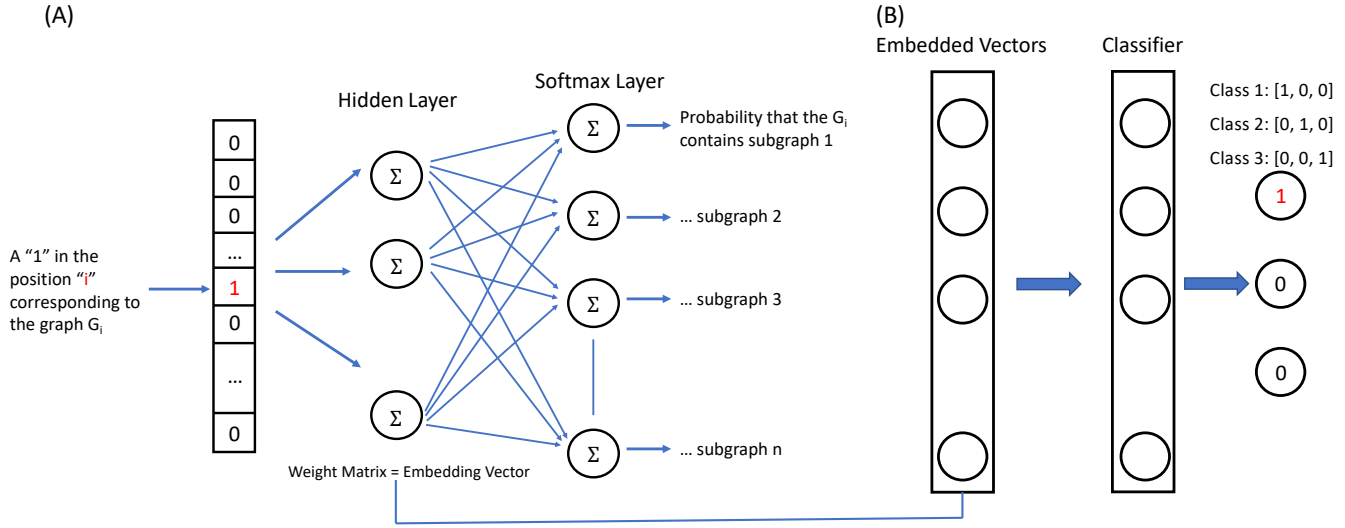 (A)
Hidden Layer
Softmax Layer
0
0
0
...
1
0
...
0
A “1” in the
position “i”
corresponding to
the graph Gi
Σ
Σ
Σ
Σ
Σ
Σ
Σ
Probability that the Gi
contains subgraph 1
... subgraph 2
... subgraph 3
... subgraph n
Weight Matrix = Embedding Vector
(B)
Embedded Vectors
Classifier
Class 1: [1, 0, 0]
Class 2: [0, 1, 0]
Class 3: [0, 0, 1]
1
0
0